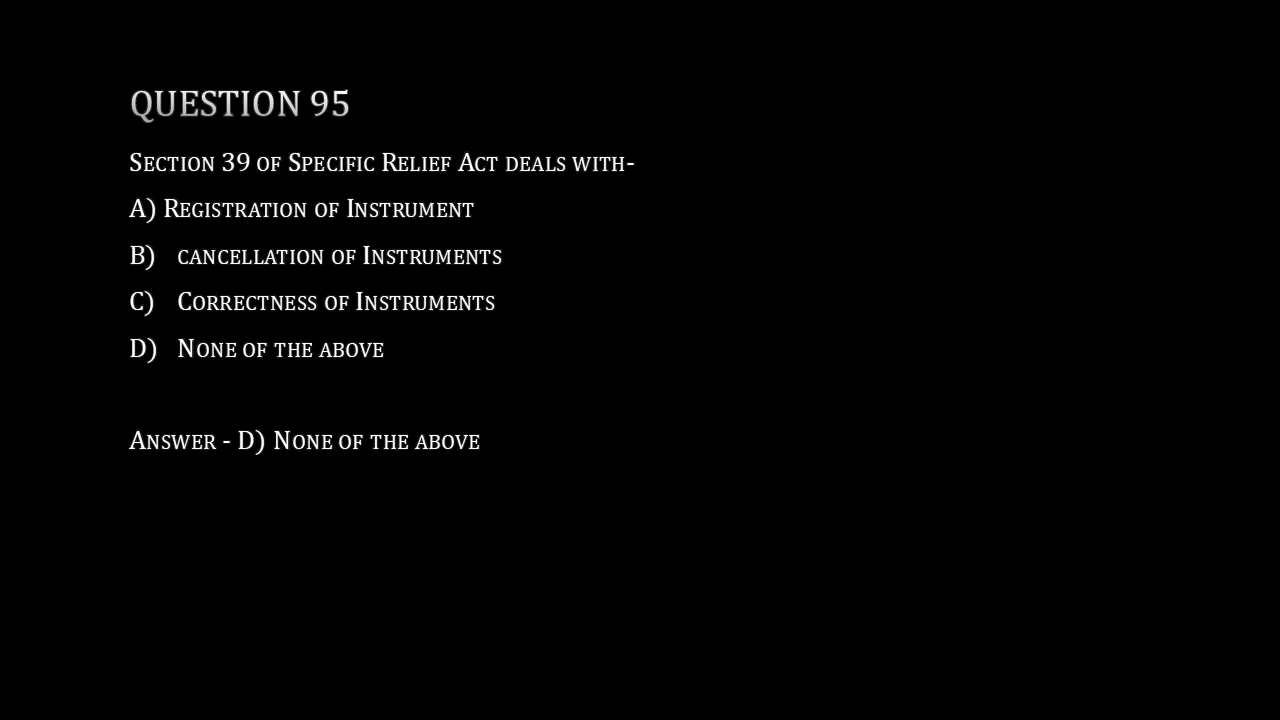 QUESTION 95
Section 39 of Specific Relief Act deals with-
A) Registration of Instrument
B) cancellation of Instruments
C) Correctness of Instruments
D) None of the above
Answer - D) None of the above